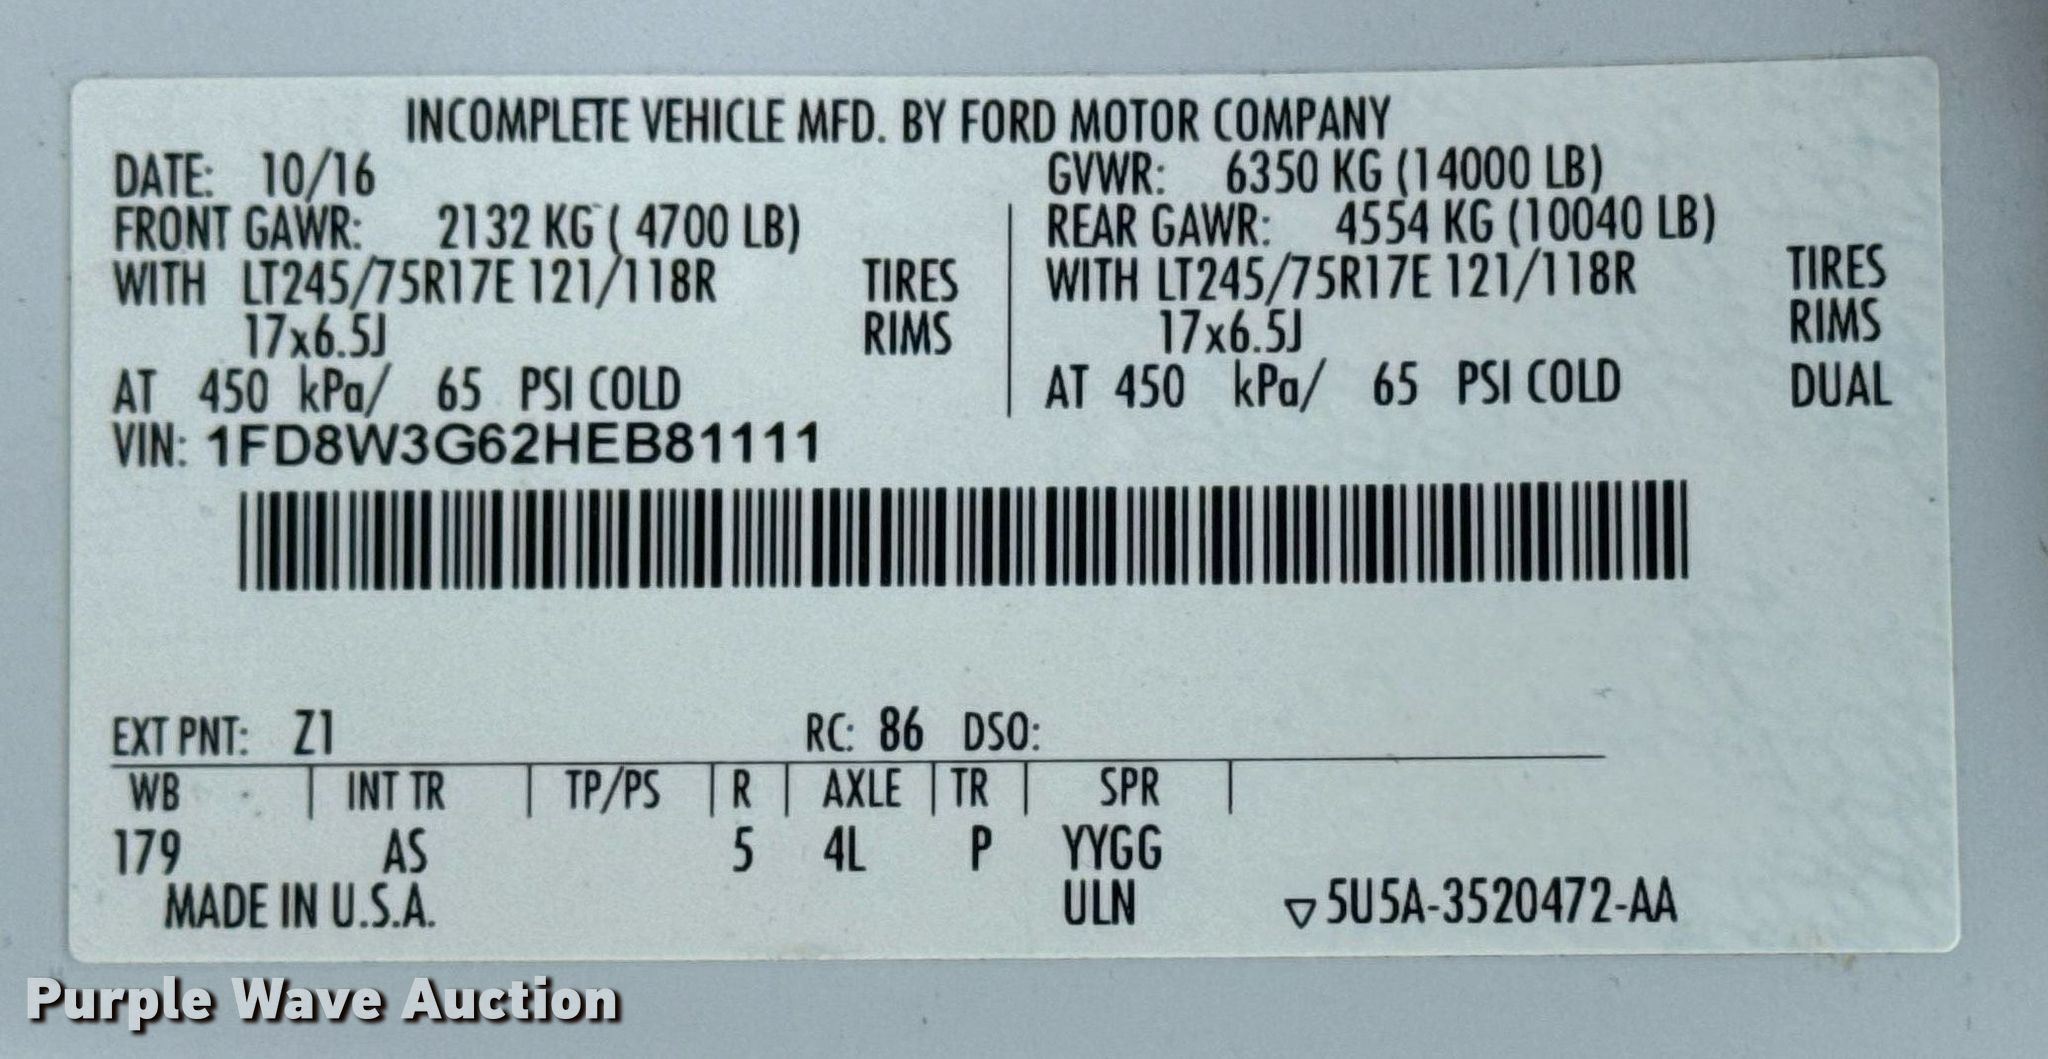 INCOMPLETE VEHICLE MFD. BY FORD MOTOR COMPANY
DATE: 10/16 GVWR: 6350 KG (14000 LB)
FRONT GAWR: 2132 KG ( 4700 LB) REAR GAWR: 4554 KG (10040 LB)
WITH LT245/75R17E 121/118R TIRES WITH LT245/75R17E 121/118R TIRES
17x6.5J RIMS 17x6.5J RIMS
AT 450 kPa/ 65 PSI COLD AT 450 kPa/ 65 PSI COLD DUAL
VIN: 1FD8W3G62HEB81111
EXT PNT: Z1 RC: 86 DSO:
WB INT TR TP/PS R AXLE TR SPR
179 AS 5 4L P YYGG
MADE IN U.S.A. ULN ▽5U5A-3520472-AA
Purple Wave Auction